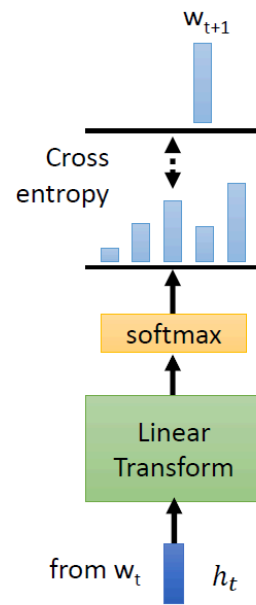 w_{t+1}
Cross
entropy
softmax
Linear
Transform
from w_t
h_t